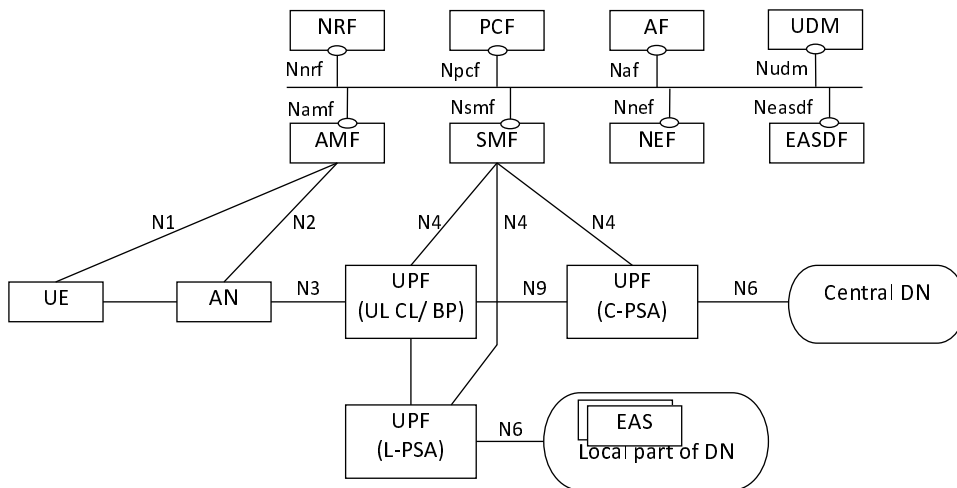 NRF
PCF
AF
UDM
Nnrf
Npcf
Naf
Nudm
Namf
Nsmf
Nnef
Neasdf
AMF
SMF
NEF
EASDF
N1
N2
N4
N4
N4
UE
AN
N3
UPF
(UL CL/ BP)
N9
UPF
(C-PSA)
N6
Central DN
UPF
(L-PSA)
N6
EAS
Local part of DN